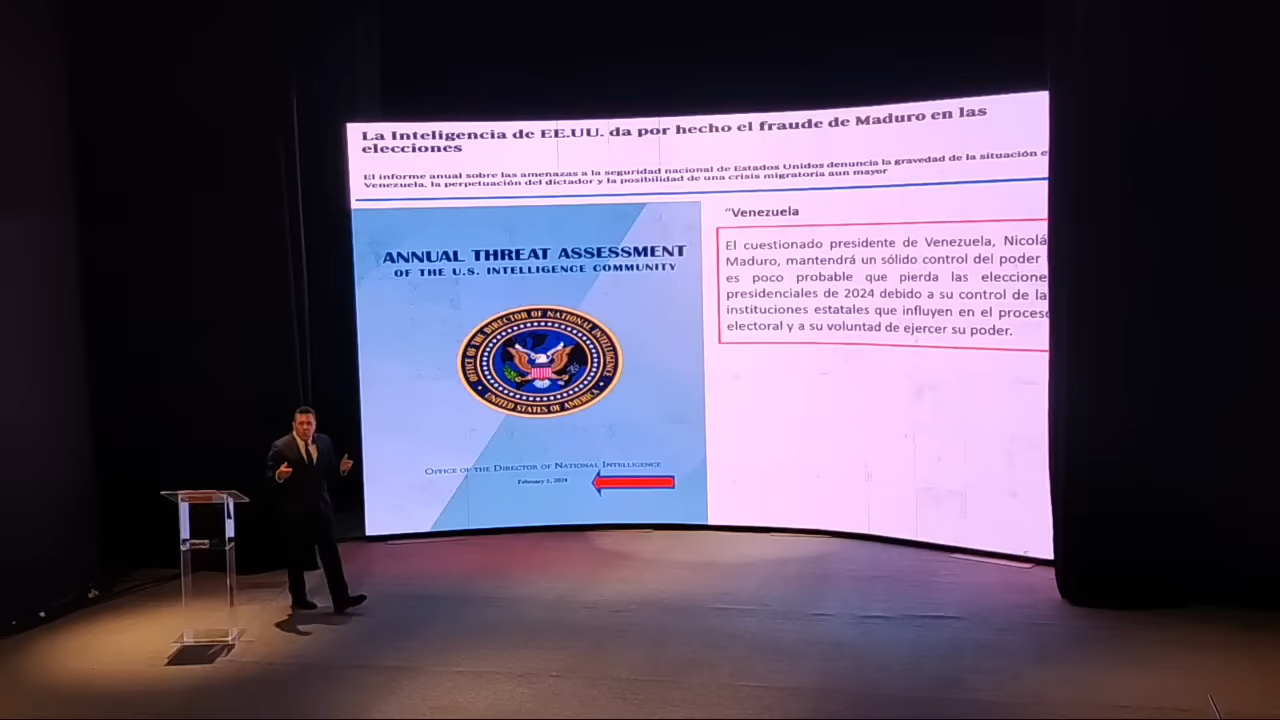 La Inteligencia de EE.UU. da por hecho el fraude de Maduro en las
elecciones
El informe anual sobre las amenazas a la seguridad nacional de Estados Unidos denuncia la gravedad de la situación e
Venezuela, la perpetuación del dictador y la posibilidad de una crisis migratoria aun mayor
ANNUAL THREAT ASSESSMENT
OF THE U.S. INTELLIGENCE COMMUNITY
OFFICE OF THE DIRECTOR OF NATIONAL INTELLIGENCE
UNITED STATES OF AMERICA
OFFICE OF THE DIRECTOR OF NATIONAL INTELLIGENCE
February 5, 2024
“Venezuela
El cuestionado presidente de Venezuela, Nicolá
Maduro, mantendrá un sólido control del poder
es poco probable que pierda las eleccione
presidenciales de 2024 debido a su control de la
instituciones estatales que influyen en el proces
electoral y a su voluntad de ejercer su poder.